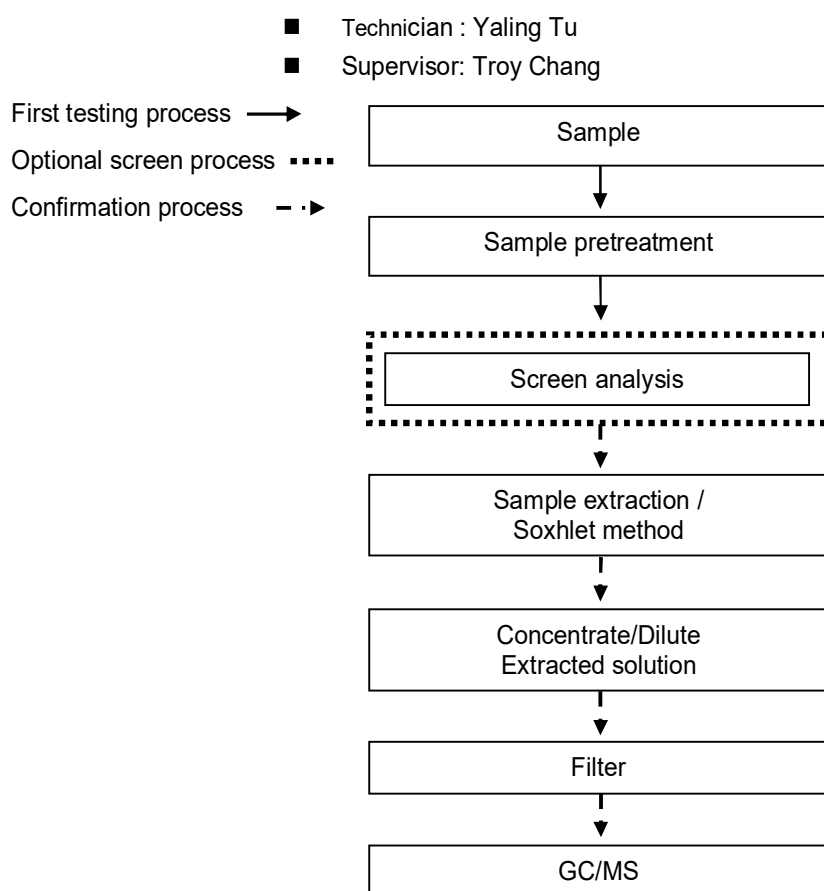 ■ Technician : Yaling Tu
■ Supervisor: Troy Chang
First testing process
Optional screen process
Confirmation process
Sample
Sample pretreatment
Screen analysis
Sample extraction /
Soxhlet method
Concentrate/Dilute
Extracted solution
Filter
GC/MS